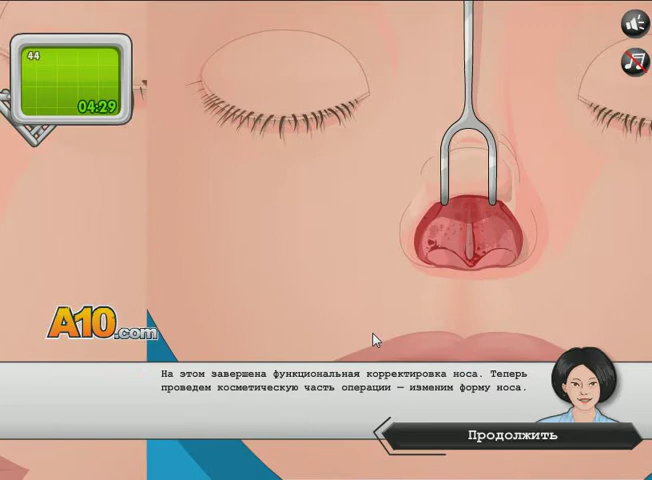 44
04:29
A10.com
На этом завершена функциональная корректировка носа. Теперь
проведем косметическую часть операции — изменим форму носа.
Продолжить